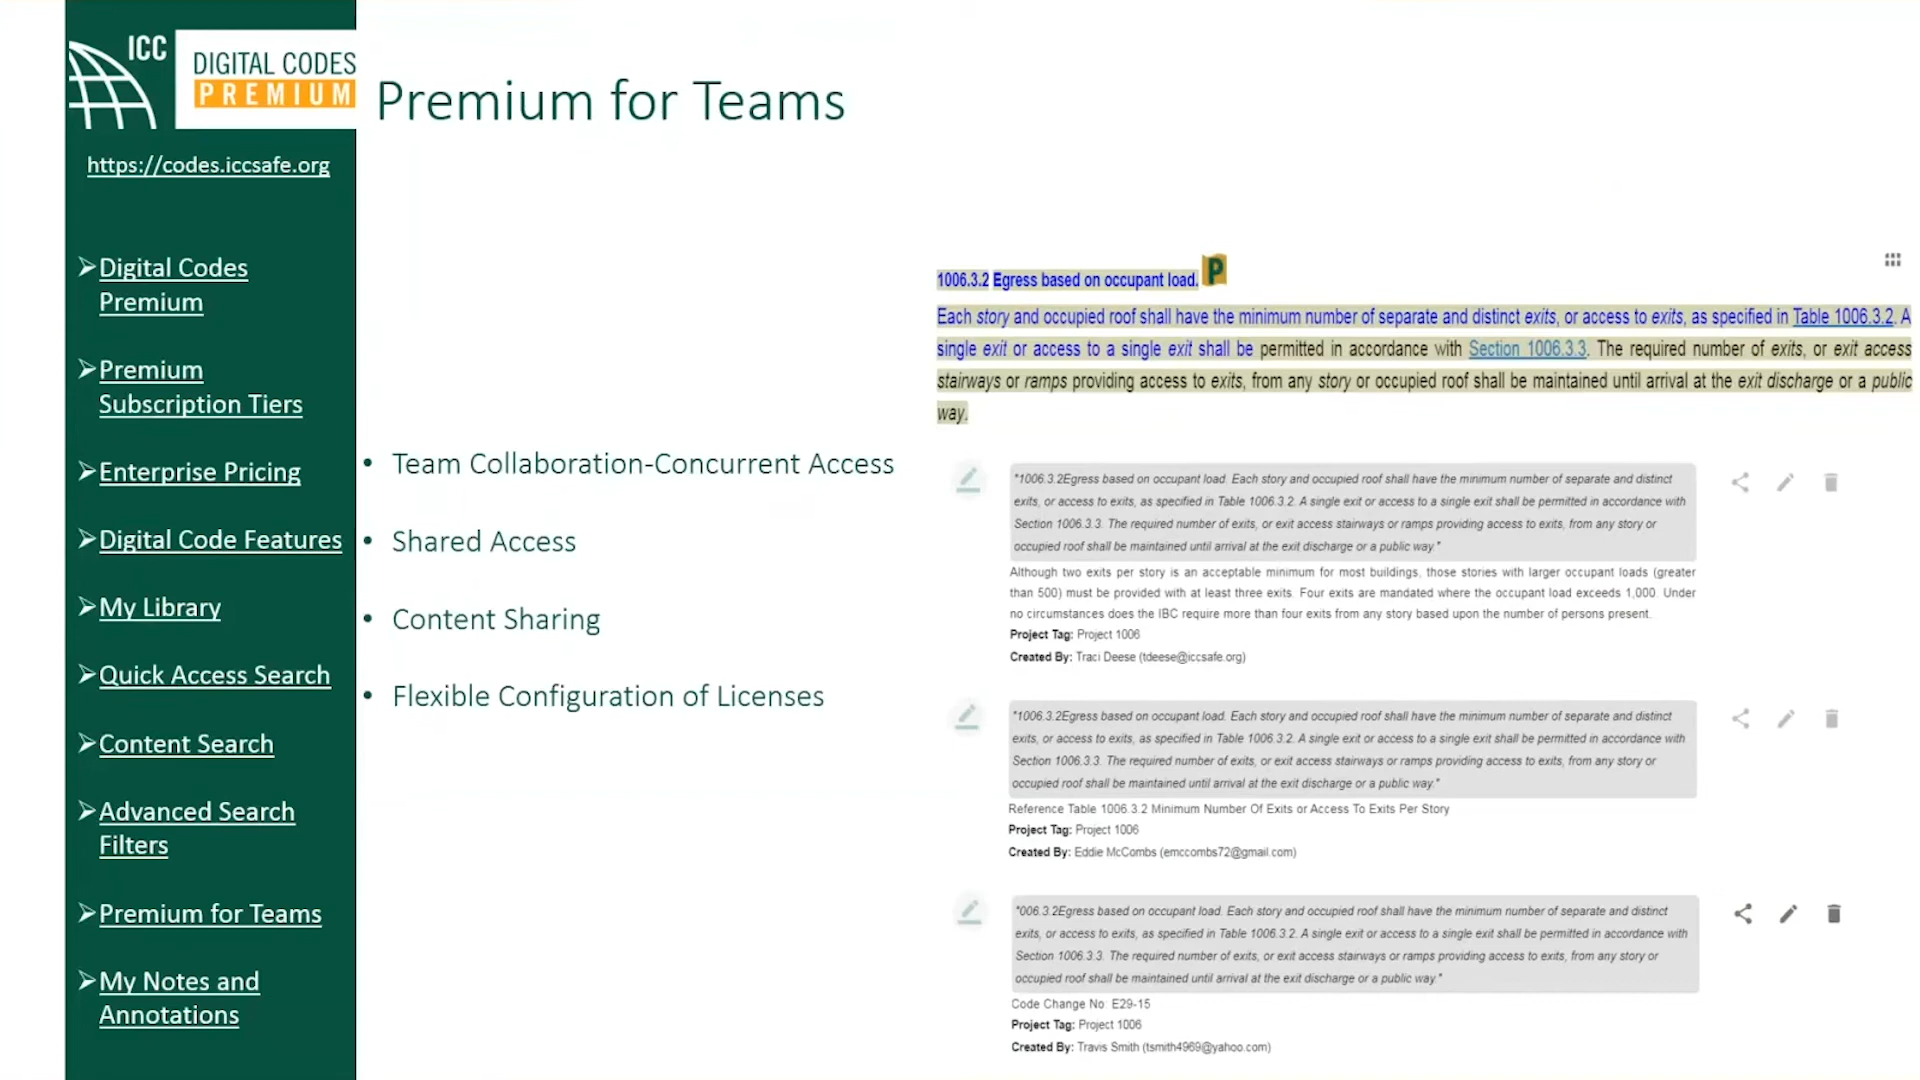 ICC
DIGITAL CODES
PREMIUM
https://codes.iccsafe.org
➢Digital Codes
Premium
➢Premium
Subscription Tiers
➢Enterprise Pricing
➢Digital Code Features
➢My Library
➢Quick Access Search
➢Content Search
➢Advanced Search
Filters
➢Premium for Teams
➢My Notes and
Annotations
Premium for Teams
• Team Collaboration-Concurrent Access
• Shared Access
• Content Sharing
• Flexible Configuration of Licenses
1006.3.2 Egress based on occupant load. P
Each story and occupied roof shall have the minimum number of separate and distinct exits, or access to exits, as specified in Table 1006.3.2. A
single exit or access to a single exit shall be permitted in accordance with Section 1006.3.3. The required number of exits, or exit access
stairways or ramps providing access to exits, from any story or occupied roof shall be maintained until arrival at the exit discharge or a public
way.
"1006.3.2Egress based on occupant load. Each story and occupied roof shall have the minimum number of separate and distinct
exits, or access to exits, as specified in Table 1006.3.2. A single exit or access to a single exit shall be permitted in accordance with
Section 1006.3.3. The required number of exits, or exit access stairways or ramps providing access to exits, from any story or
occupied roof shall be maintained until arrival at the exit discharge or a public way."
Although two exits per story is an acceptable minimum for most buildings, those stories with larger occupant loads (greater
than 500) must be provided with at least three exits. Four exits are mandated where the occupant load exceeds 1,000. Under
no circumstances does the IBC require more than four exits from any story based upon the number of persons present.
Project Tag: Project 1006
Created By: Traci Deese (tdeese@iccsafe.org)
"1006.3.2Egress based on occupant load. Each story and occupied roof shall have the minimum number of separate and distinct
exits, or access to exits, as specified in Table 1006.3.2. A single exit or access to a single exit shall be permitted in accordance with
Section 1006.3.3. The required number of exits, or exit access stairways or ramps providing access to exits, from any story or
occupied roof shall be maintained until arrival at the exit discharge or a public way."
Reference Table 1006.3.2 Minimum Number Of Exits or Access To Exits Per Story
Project Tag: Project 1006
Created By: Eddie McCombs (emccombs72@gmail.com)
"006.3.2Egress based on occupant load. Each story and occupied roof shall have the minimum number of separate and distinct
exits, or access to exits, as specified in Table 1006.3.2. A single exit or access to a single exit shall be permitted in accordance with
Section 1006.3.3. The required number of exits, or exit access stairways or ramps providing access to exits, from any story or
occupied roof shall be maintained until arrival at the exit discharge or a public way."
Code Change No: E29-15
Project Tag: Project 1006
Created By: Travis Smith (tsmith4969@yahoo.com)